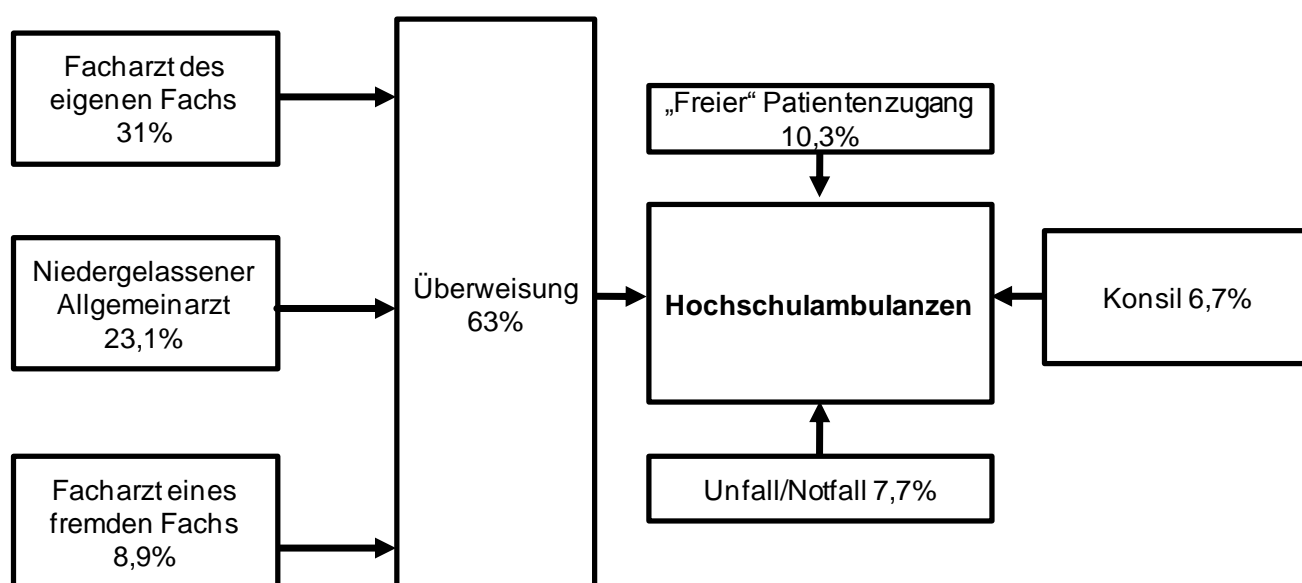 Facharzt des
eigenen Fachs
31%
Niedergelassener
Allgemeinarzt
23,1%
Facharzt eines
fremden Fachs
8,9%
Überweisung
63%
„Freier“ Patientenzugang
10,3%
Hochschulambulanzen
Unfall/Notfall 7,7%
Konsil 6,7%